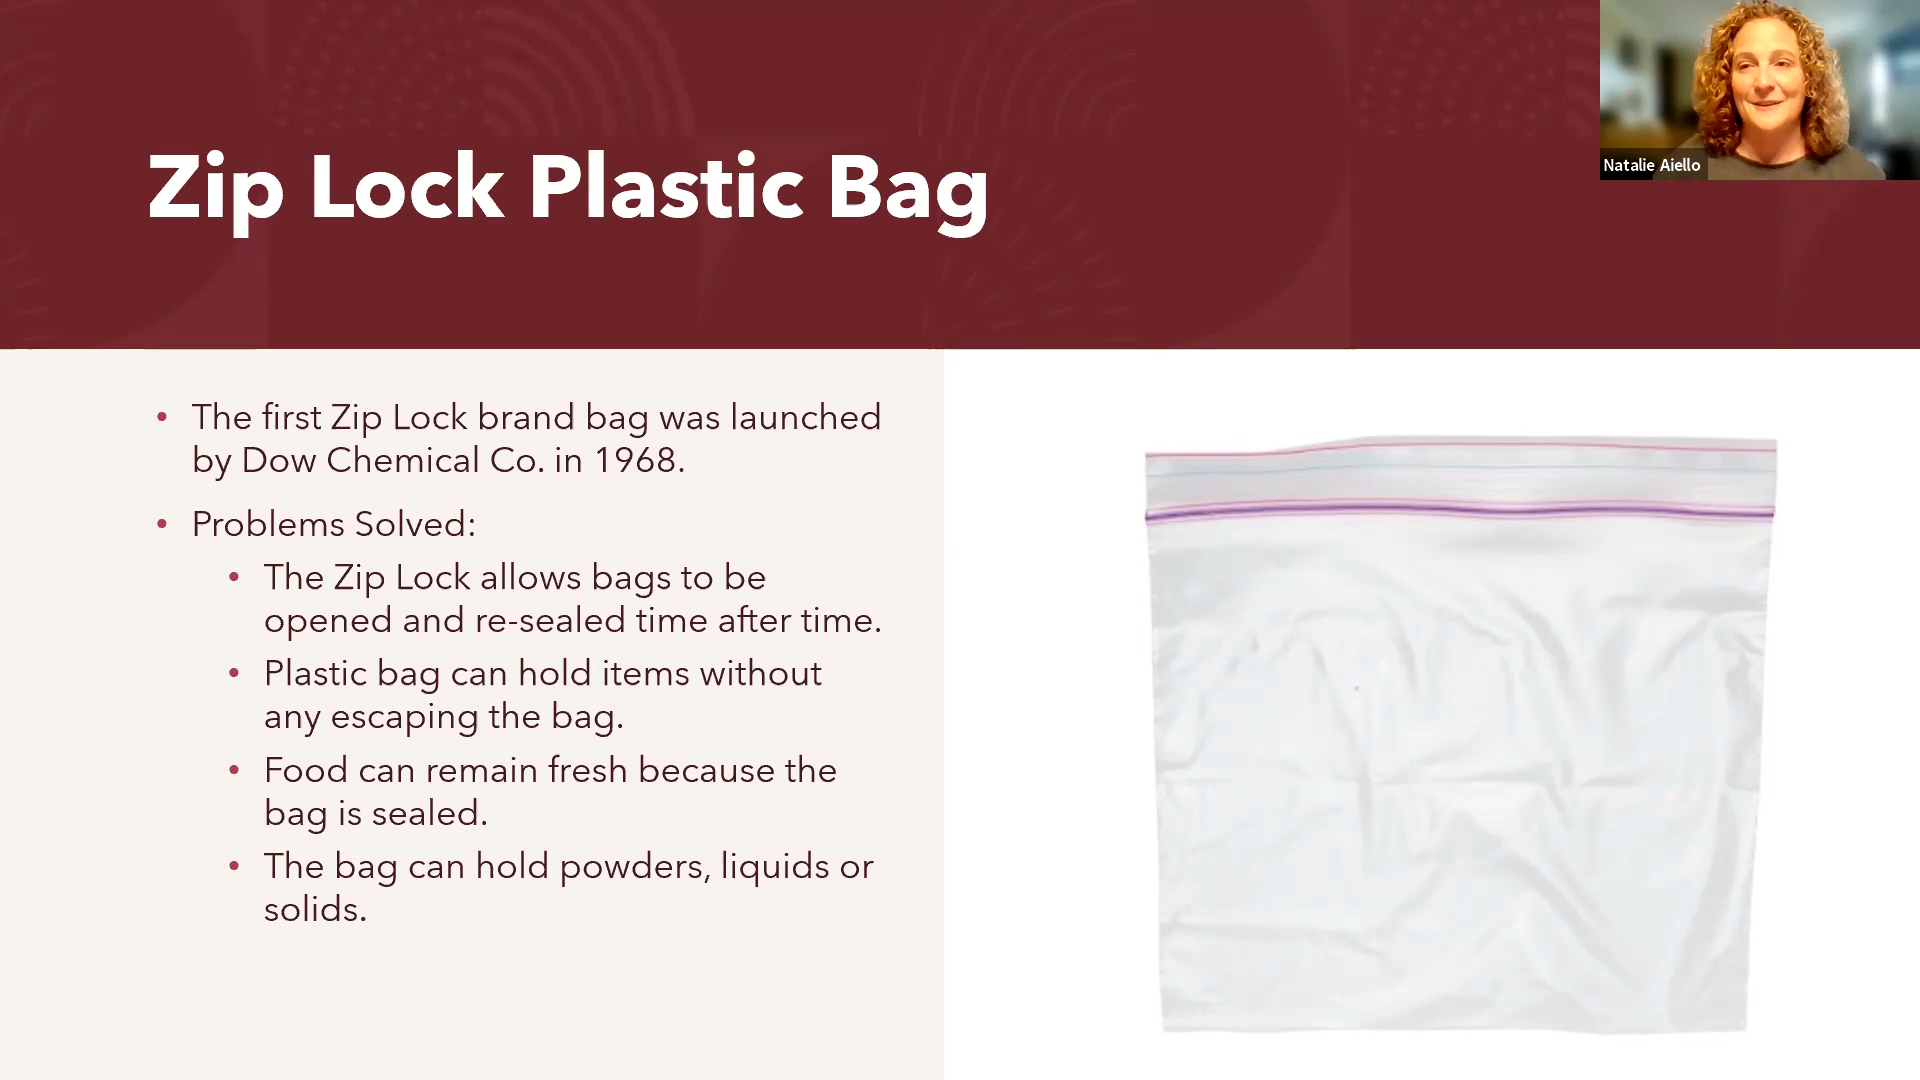 Zip Lock Plastic Bag
Natalie Aiello
• The first Zip Lock brand bag was launched
by Dow Chemical Co. in 1968.
• Problems Solved:
• The Zip Lock allows bags to be
opened and re-sealed time after time.
• Plastic bag can hold items without
any escaping the bag.
• Food can remain fresh because the
bag is sealed.
• The bag can hold powders, liquids or
solids.